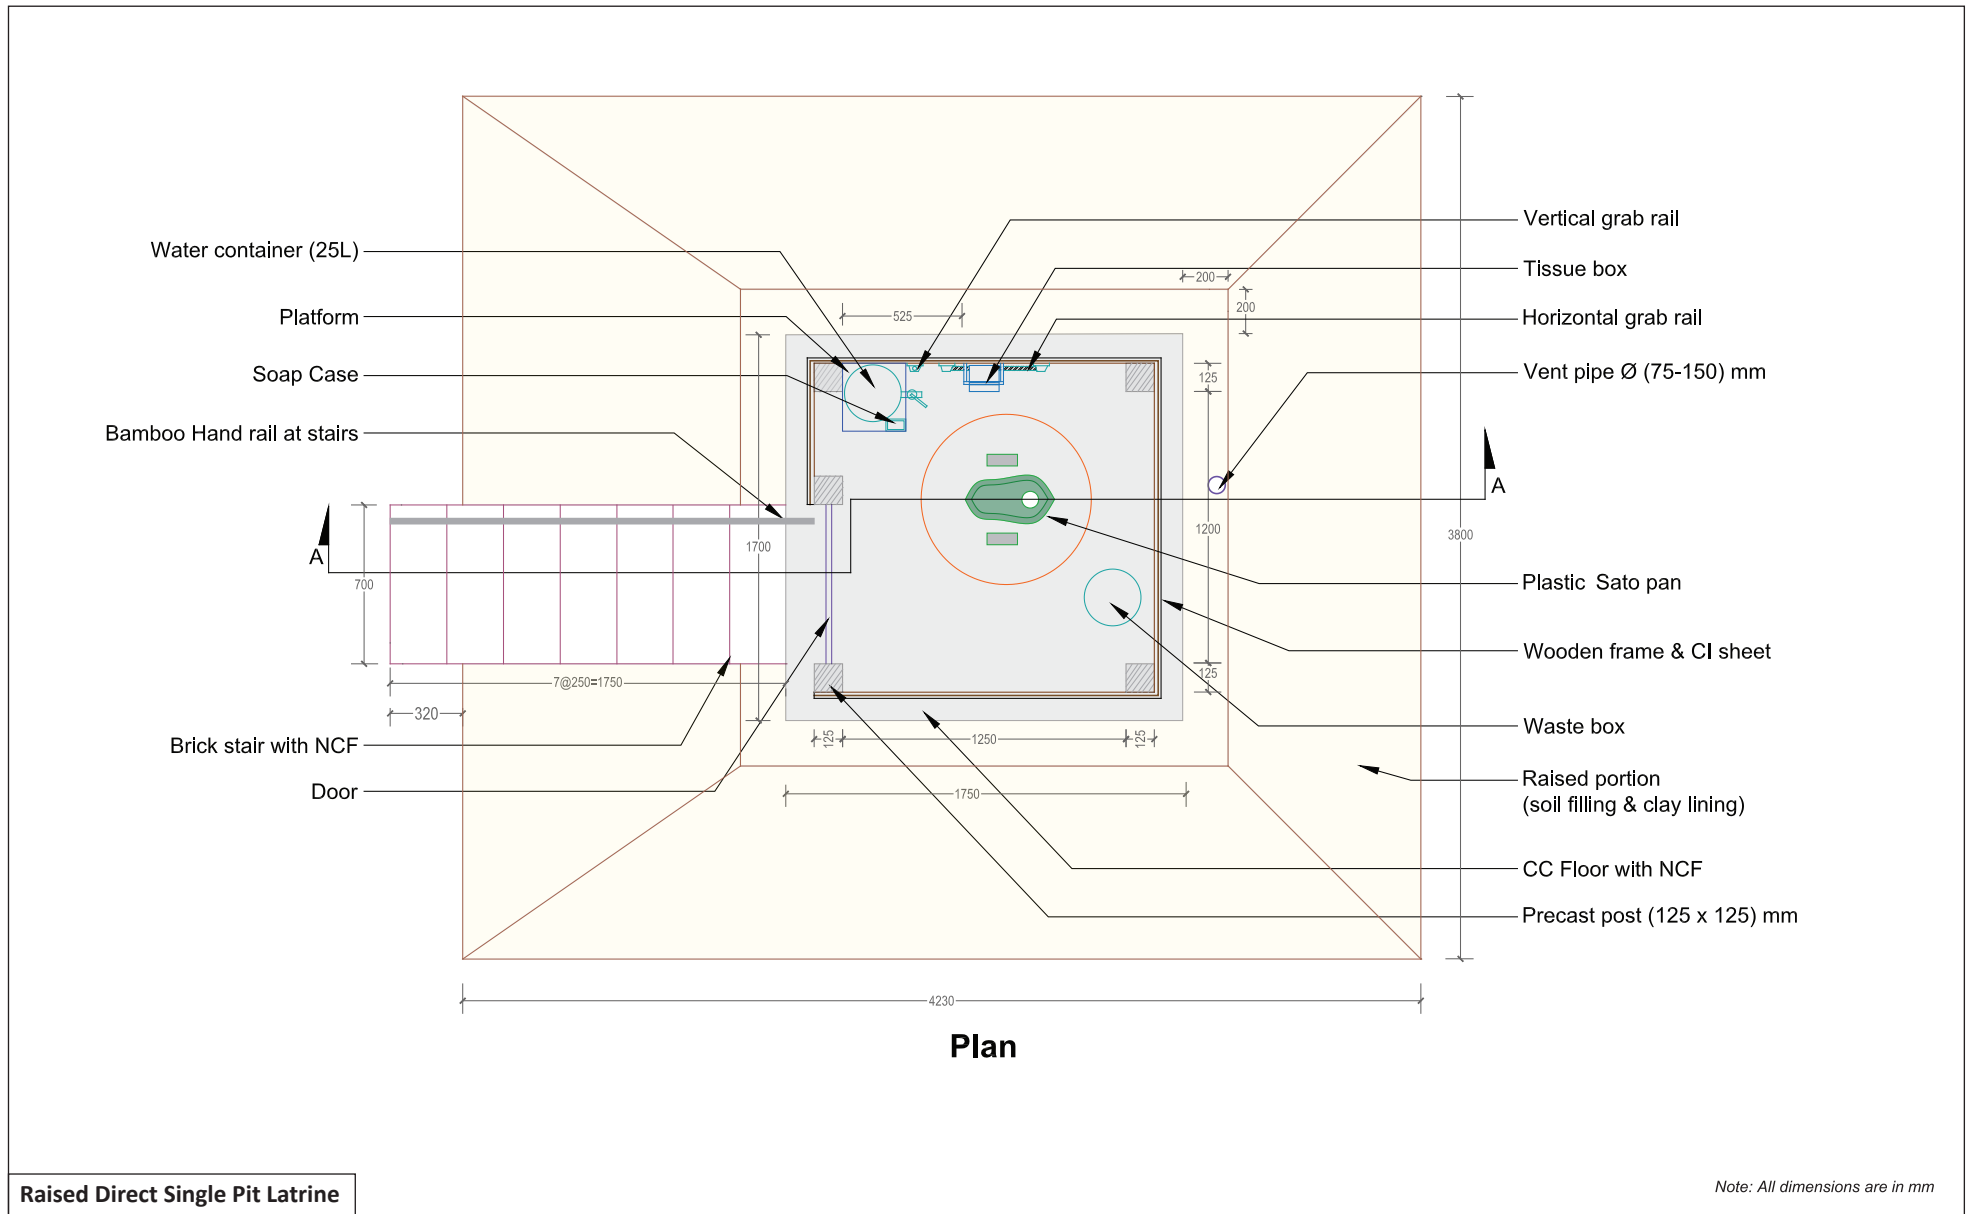 Water container (25L)
Platform
Soap Case
Bamboo Hand rail at stairs
Brick stair with NCF
Door
Vertical grab rail
Tissue box
Horizontal grab rail
Vent pipe Ø (75-150) mm
Plastic Sato pan
Wooden frame & CI sheet
Waste box
Raised portion
(soil filling & clay lining)
CC Floor with NCF
Precast post (125 x 125) mm
200
200
525
125
1200
125
3800
1700
700
A
A
7@250=1750
320
125
1250
125
1750
4230
Plan
Raised Direct Single Pit Latrine
Note: All dimensions are in mm